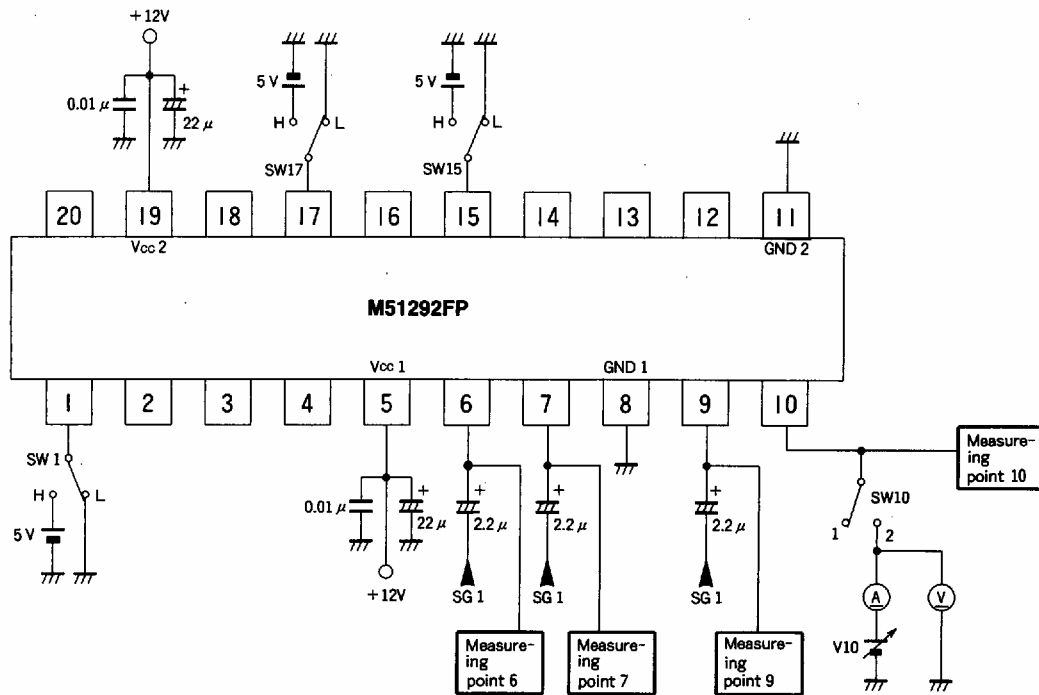 +12V
0.01 μ
+
22 μ
5 V
H
L
SW17
5 V
H
L
SW15
20
19
18
17
16
15
14
13
12
11
Vcc 2
GND 2
M51292FP
Vcc 1
GND 1
1
2
3
4
5
6
7
8
9
10
SW 1
H
L
5 V
0.01 μ
+
22 μ
+12V
+
2.2 μ
SG 1
+
2.2 μ
SG 1
+
2.2 μ
SG 1
Measure-
ing
point 10
SW10
1
2
A
V
V10
Measure-
ing
point 6
Measure-
ing
point 7
Measure-
ing
point 9